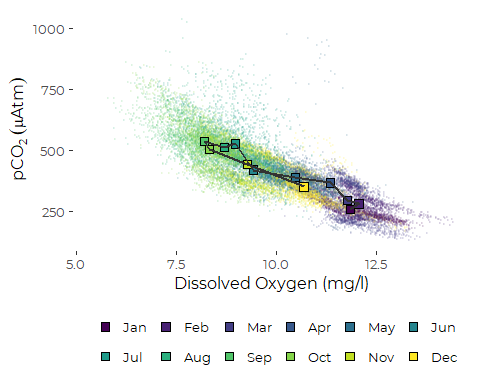 1000
750
500
250
pCO₂ (µAtm)
5.0 7.5 10.0 12.5
Dissolved Oxygen (mg/l)
Jan Feb Mar Apr May Jun
Jul Aug Sep Oct Nov Dec